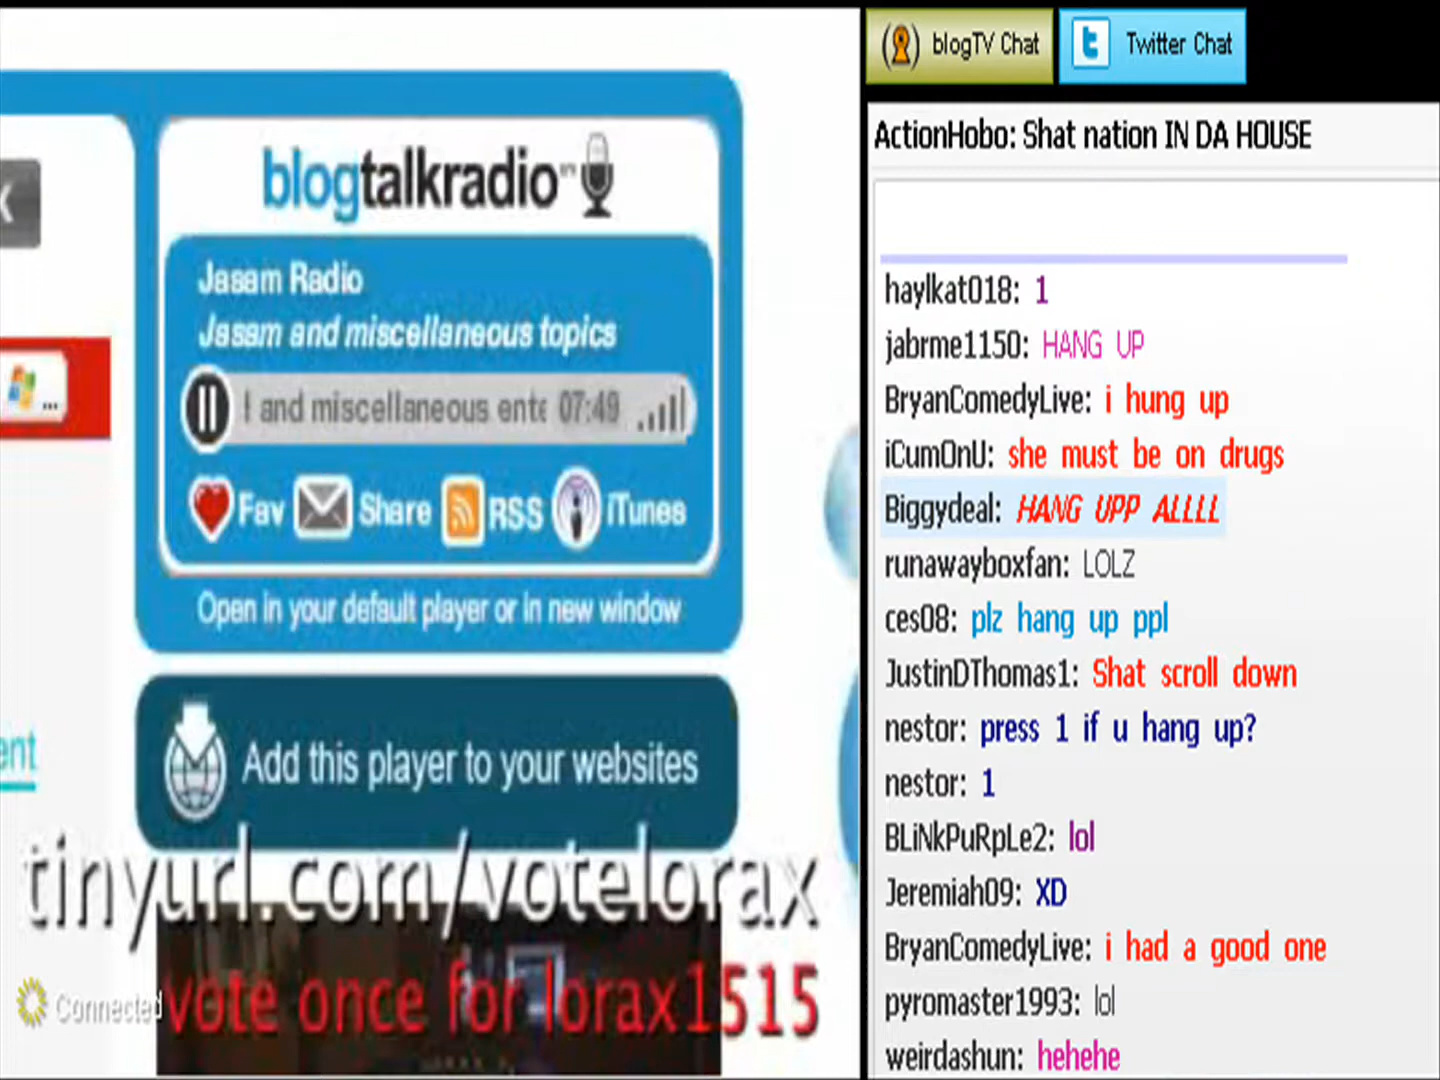 blogTV Chat
Twitter Chat
ActionHobo: Shat nation IN DA HOUSE
blogtalkradio
Jasam Radio
Jasam and miscellaneous topics
and miscellaneous ente 07:49
Fav Share RSS iTunes
Open in your default player or in new window
Add this player to your websites
ent
tinyurl.com/votelorax
Connected
vote once for lorax1515
haylkat018: 1
jabrme1150: HANG UP
BryanComedyLive: i hung up
iCumOnU: she must be on drugs
Biggydeal: HANG UPP ALLLL
runawayboxfan: LOLZ
ces08: plz hang up ppl
JustinDThomas1: Shat scroll down
nestor: press 1 if u hang up?
nestor: 1
BLiNkPuRpLe2: lol
Jeremiah09: XD
BryanComedyLive: i had a good one
pyromaster1993: lol
weirdashun: hehehe